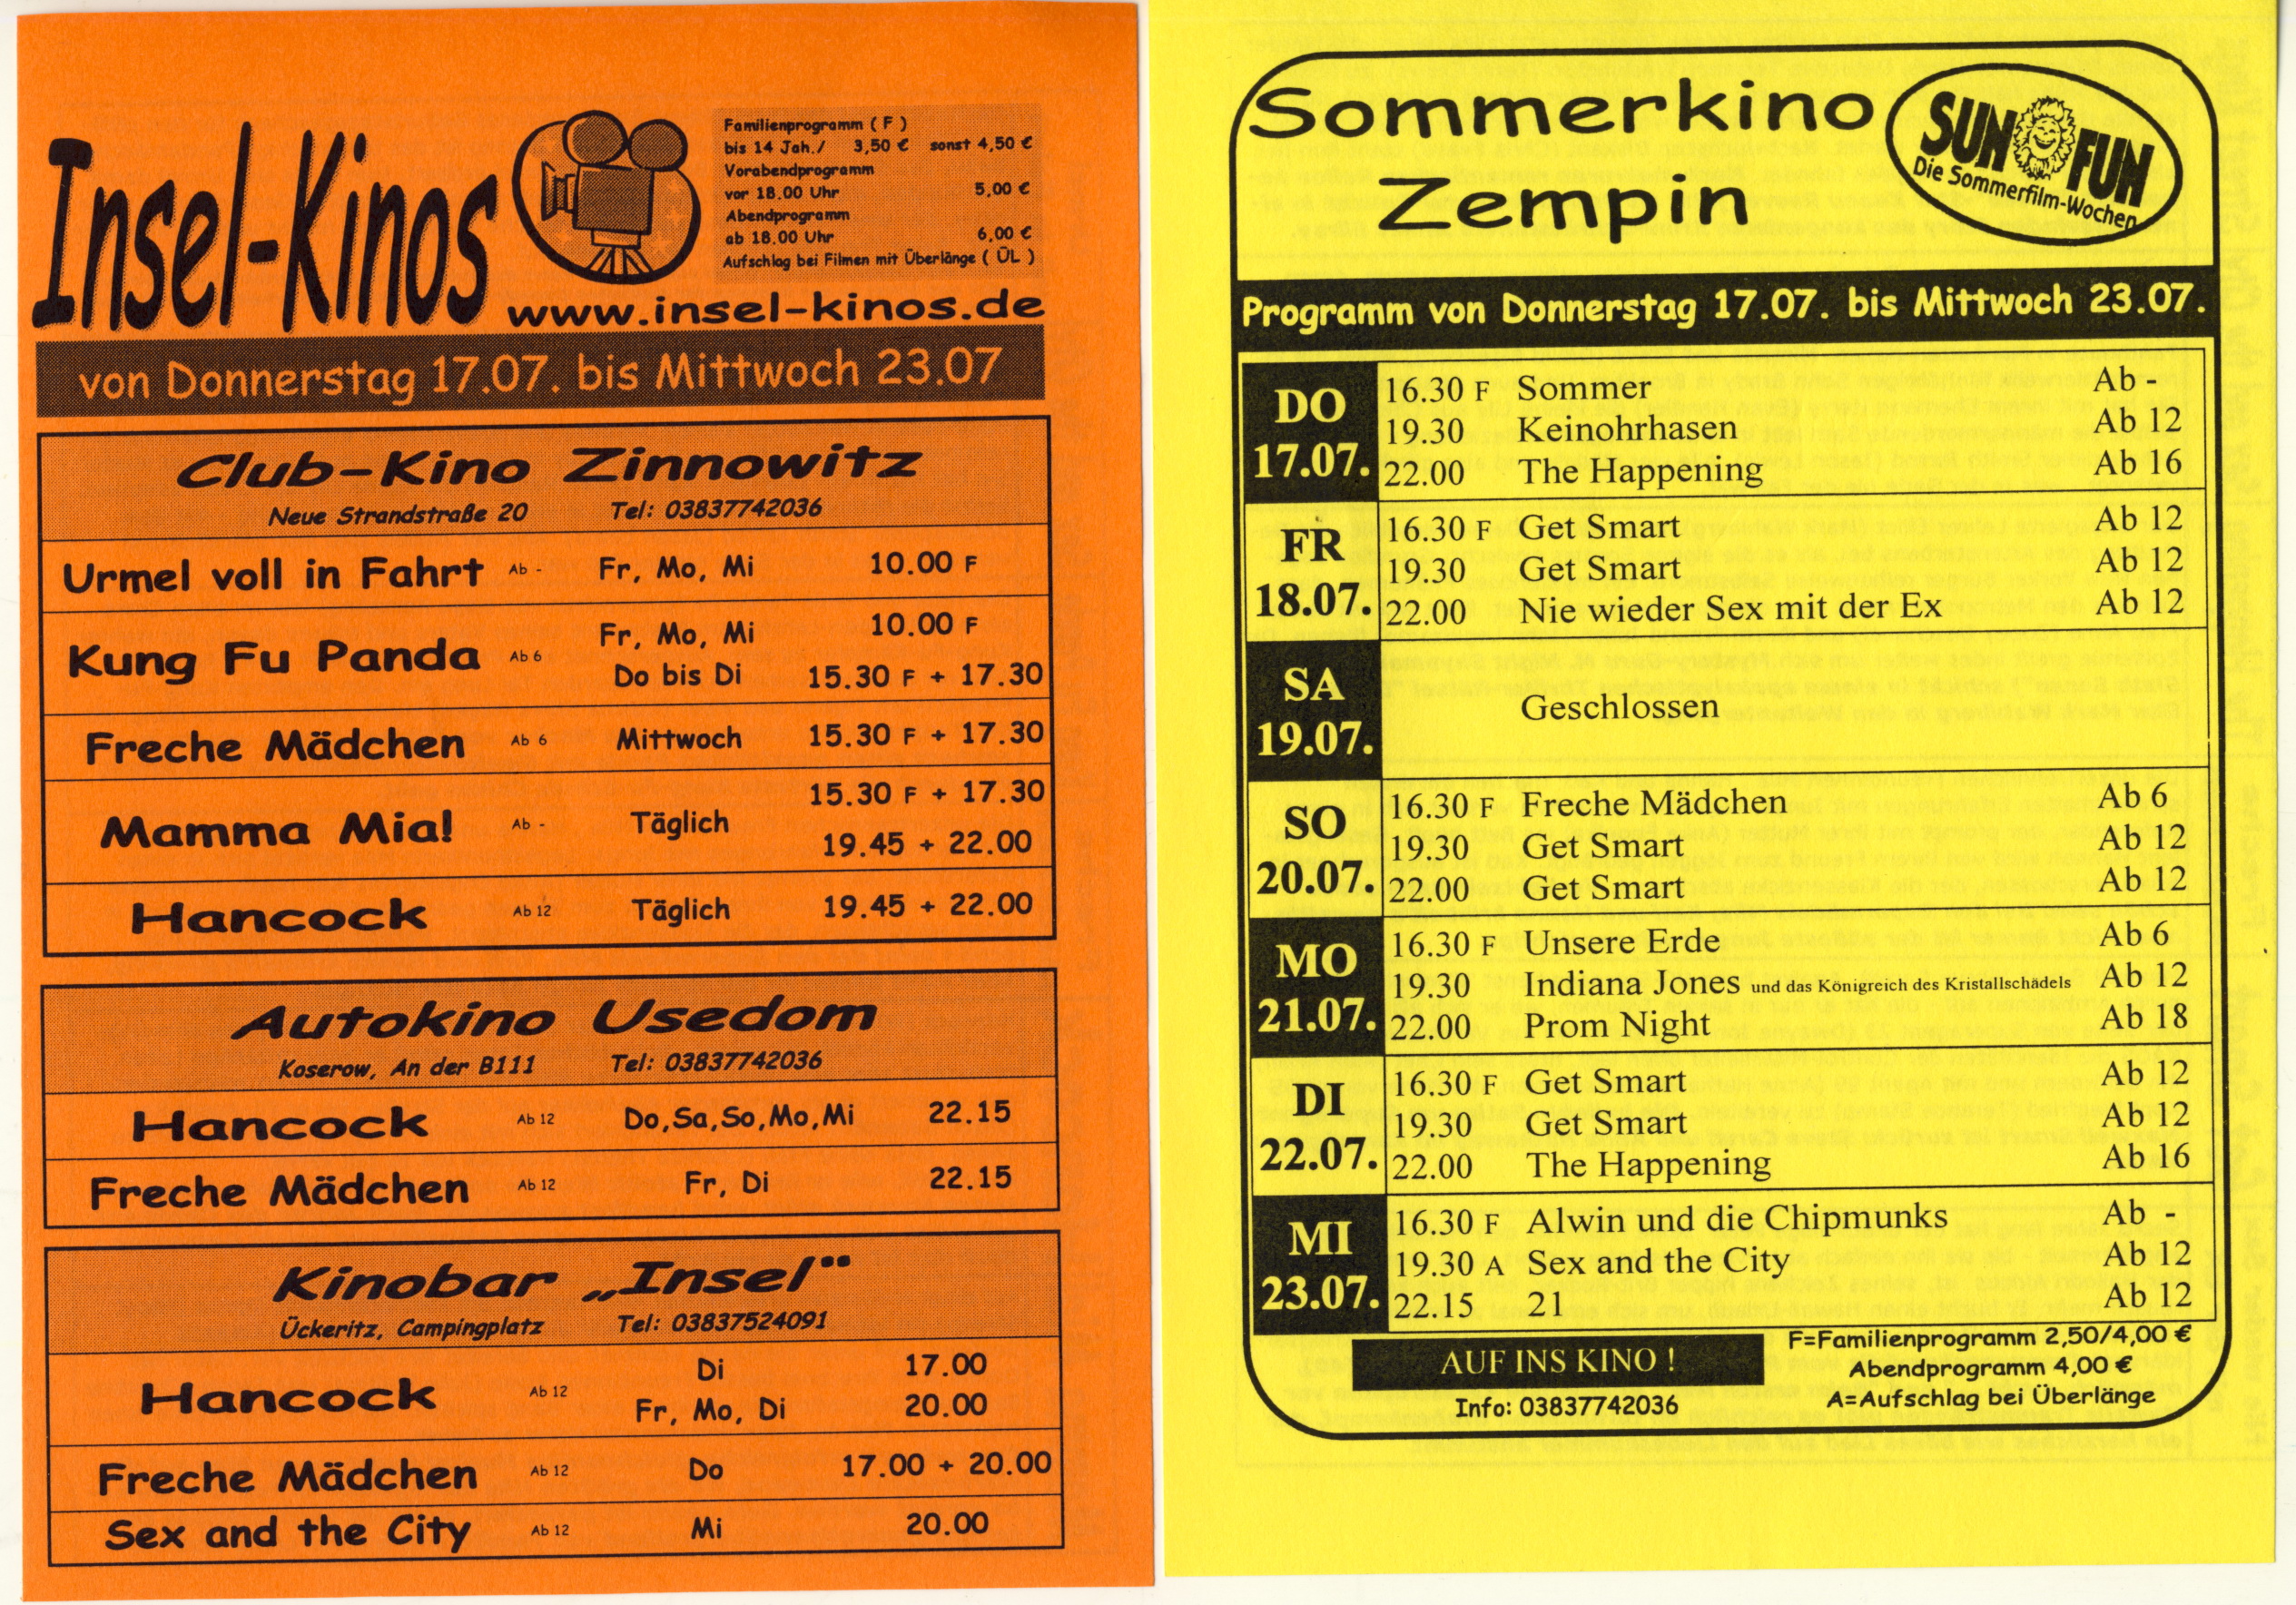 Insel-Kinos
Familienprogramm ( F )
bis 14 Jah./ 3,50 € sonst 4,50 €
Vorabendprogramm
vor 18.00 Uhr 5,00 €
Abendprogramm
ab 18.00 Uhr 6,00 €
Aufschlag bei Filmen mit Überlänge ( ÜL )
www.insel-kinos.de
von Donnerstag 17.07. bis Mittwoch 23.07
Club-Kino Zinnowitz
Neue Strandstraße 20 Tel: 03837742036
Urmel voll in Fahrt Ab - Fr, Mo, Mi 10.00 F
Kung Fu Panda Ab 6 Fr, Mo, Mi 10.00 F
Do bis Di 15.30 F + 17.30
Freche Mädchen Ab 6 Mittwoch 15.30 F + 17.30
Mamma Mia! Ab - Täglich 15.30 F + 17.30
19.45 + 22.00
Hancock Ab 12 Täglich 19.45 + 22.00
Autokino Usedom
Koserow, An der B111 Tel: 03837742036
Hancock Ab 12 Do,Sa,So,Mo,Mi 22.15
Freche Mädchen Ab 12 Fr, Di 22.15
Kinobar „Insel“
Ückeritz, Campingplatz Tel: 03837524091
Hancock Ab 12 Di 17.00
Fr, Mo, Di 20.00
Freche Mädchen Ab 12 Do 17.00 + 20.00
Sex and the City Ab 12 Mi 20.00
Sommerkino
Zempin
SUN FUN
Die Sommerfilm-Wochen
Programm von Donnerstag 17.07. bis Mittwoch 23.07.
DO 17.07.
16.30 F Sommer Ab -
19.30 Keinohrhasen Ab 12
22.00 The Happening Ab 16
FR 18.07.
16.30 F Get Smart Ab 12
19.30 Get Smart Ab 12
22.00 Nie wieder Sex mit der Ex Ab 12
SA 19.07.
Geschlossen
SO 20.07.
16.30 F Freche Mädchen Ab 6
19.30 Get Smart Ab 12
22.00 Get Smart Ab 12
MO 21.07.
16.30 F Unsere Erde Ab 6
19.30 Indiana Jones und das Königreich des Kristallschädels Ab 12
22.00 Prom Night Ab 18
DI 22.07.
16.30 F Get Smart Ab 12
19.30 Get Smart Ab 12
22.00 The Happening Ab 16
MI 23.07.
16.30 F Alwin und die Chipmunks Ab -
19.30 A Sex and the City Ab 12
22.15 21 Ab 12
AUF INS KINO !
Info: 03837742036
F=Familienprogramm 2,50/4,00 €
Abendprogramm 4,00 €
A=Aufschlag bei Überlänge